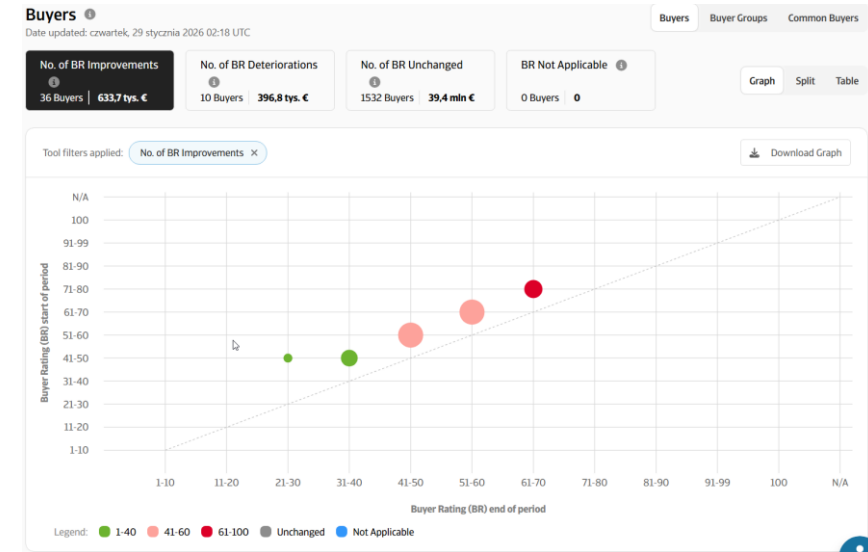 Buyers
Date updated: czwartek, 29 stycznia 2026 02:18 UTC
Buyers Buyer Groups Common Buyers
No. of BR Improvements
36 Buyers | 633,7 tys. €
No. of BR Deteriorations
10 Buyers | 396,8 tys. €
No. of BR Unchanged
1532 Buyers | 39,4 mln €
BR Not Applicable
0 Buyers | 0
Graph Split Table
Tool filters applied: No. of BR Improvements ×
Download Graph
Buyer Rating (BR) start of period
N/A
100
91-99
81-90
71-80
61-70
51-60
41-50
31-40
21-30
11-20
1-10
1-10 11-20 21-30 31-40 41-50 51-60 61-70 71-80 81-90 91-99 100 N/A
Buyer Rating (BR) end of period
Legend: 1-40 41-60 61-100 Unchanged Not Applicable